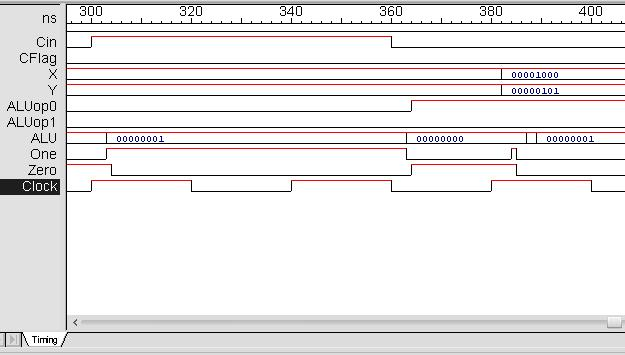 ns 300 320 340 360 380 400
Cin
CFlag
X 00001000
Y 00000101
ALUop0
ALUop1
ALU 00000001 00000000 00000001
One
Zero
Clock
Timing